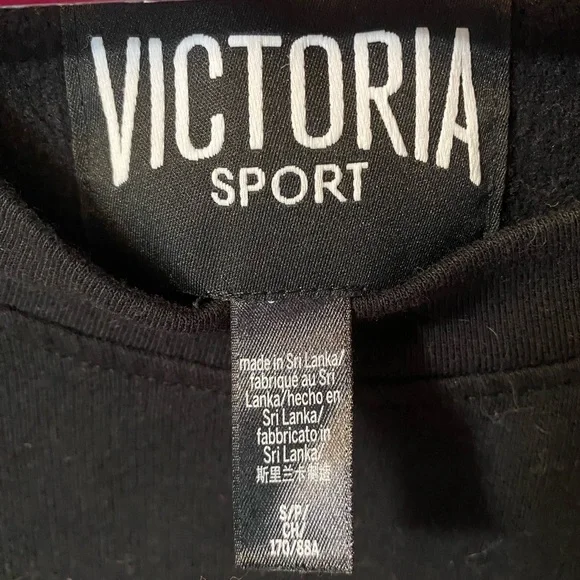 VICTORIA
SPORT
made in Sri Lanka/
fabriqué au Sri
Lanka/hecho en
Sri Lanka/
fabbricato in
Sri Lanka/
斯里兰卡制造
S/P/
CH/
170/88A